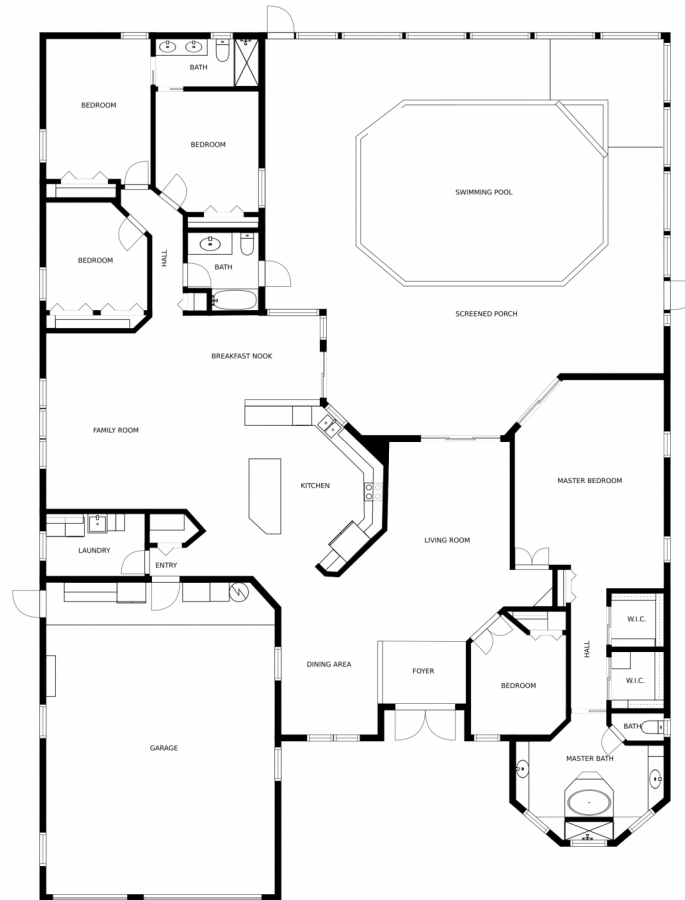 BATH
BEDROOM
BEDROOM
SWIMMING POOL
BEDROOM
HALL
BATH
SCREENED PORCH
BREAKFAST NOOK
FAMILY ROOM
MASTER BEDROOM
KITCHEN
LIVING ROOM
LAUNDRY
ENTRY
W.I.C.
HALL
DINING AREA
FOYER
W.I.C.
BEDROOM
BATH
GARAGE
MASTER BATH